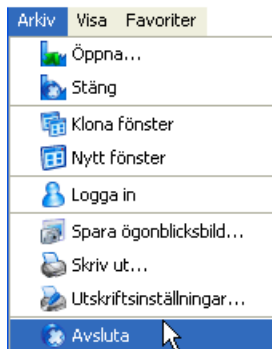 Arkiv Visa Favoriter
Öppna...
Stäng
Klona fönster
Nytt fönster
Logga in
Spara ögonblicksbild...
Skriv ut...
Utskriftsinställningar...
Avsluta